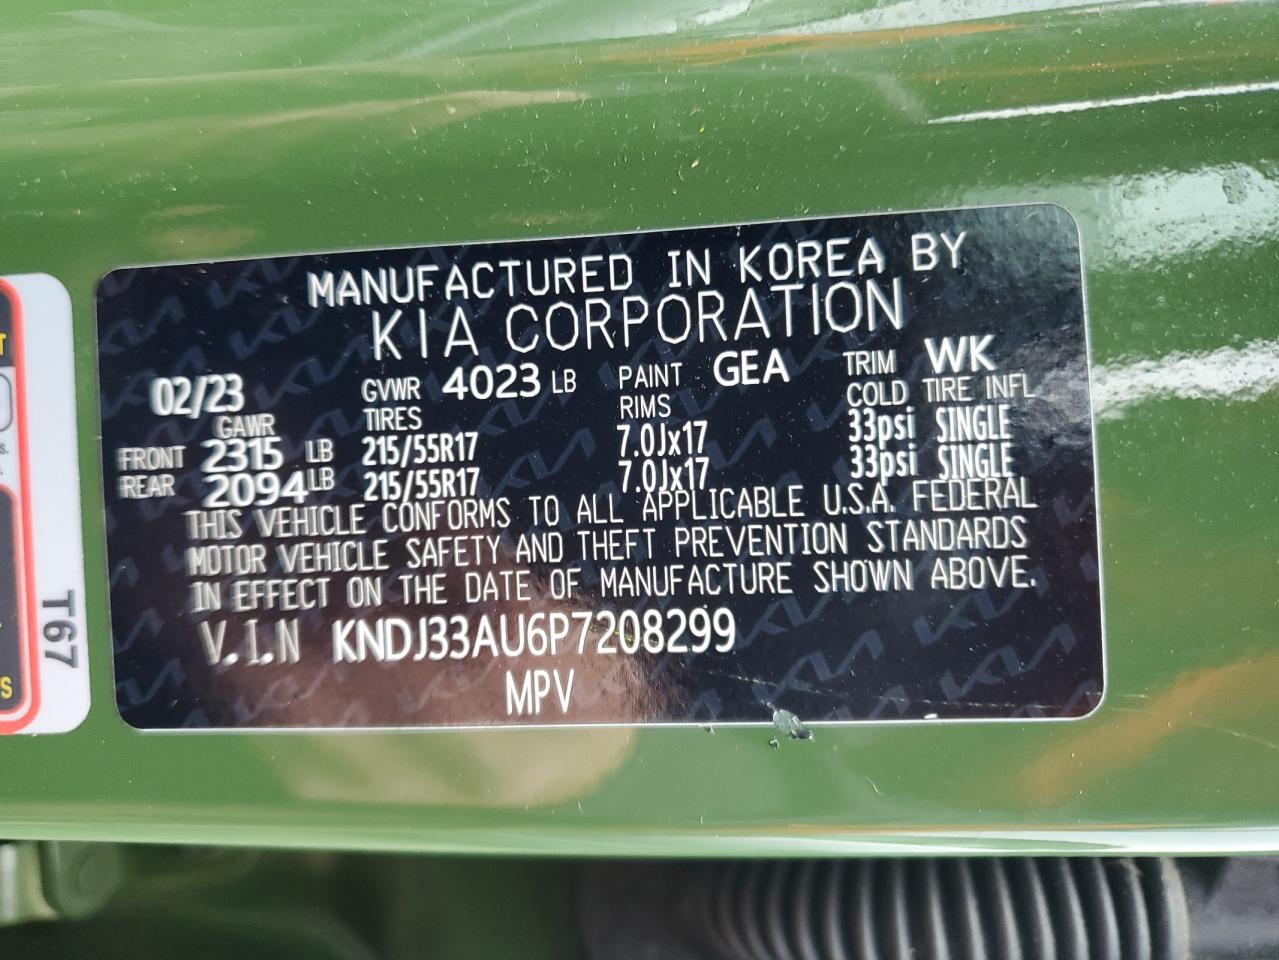 MANUFACTURED IN KOREA BY
KIA CORPORATION
02/23 GVWR 4023 LB PAINT GEA TRIM WK
GAWR TIRES RIMS COLD TIRE INFL
FRONT 2315 LB 215/55R17 7.0Jx17 33psi SINGLE
REAR 2094 LB 215/55R17 7.0Jx17 33psi SINGLE
THIS VEHICLE CONFORMS TO ALL APPLICABLE U.S.A. FEDERAL
MOTOR VEHICLE SAFETY AND THEFT PREVENTION STANDARDS
IN EFFECT ON THE DATE OF MANUFACTURE SHOWN ABOVE.
V.I.N KNDJ33AU6P7208299
MPV
T67